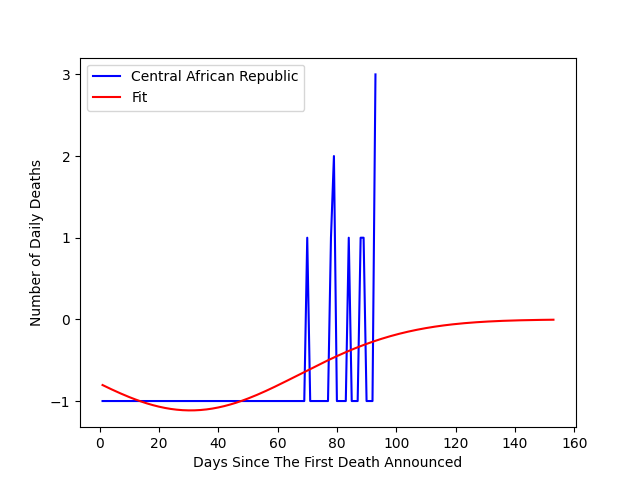 Central African Republic
Fit
Number of Daily Deaths
3
2
1
0
−1
0 20 40 60 80 100 120 140 160
Days Since The First Death Announced